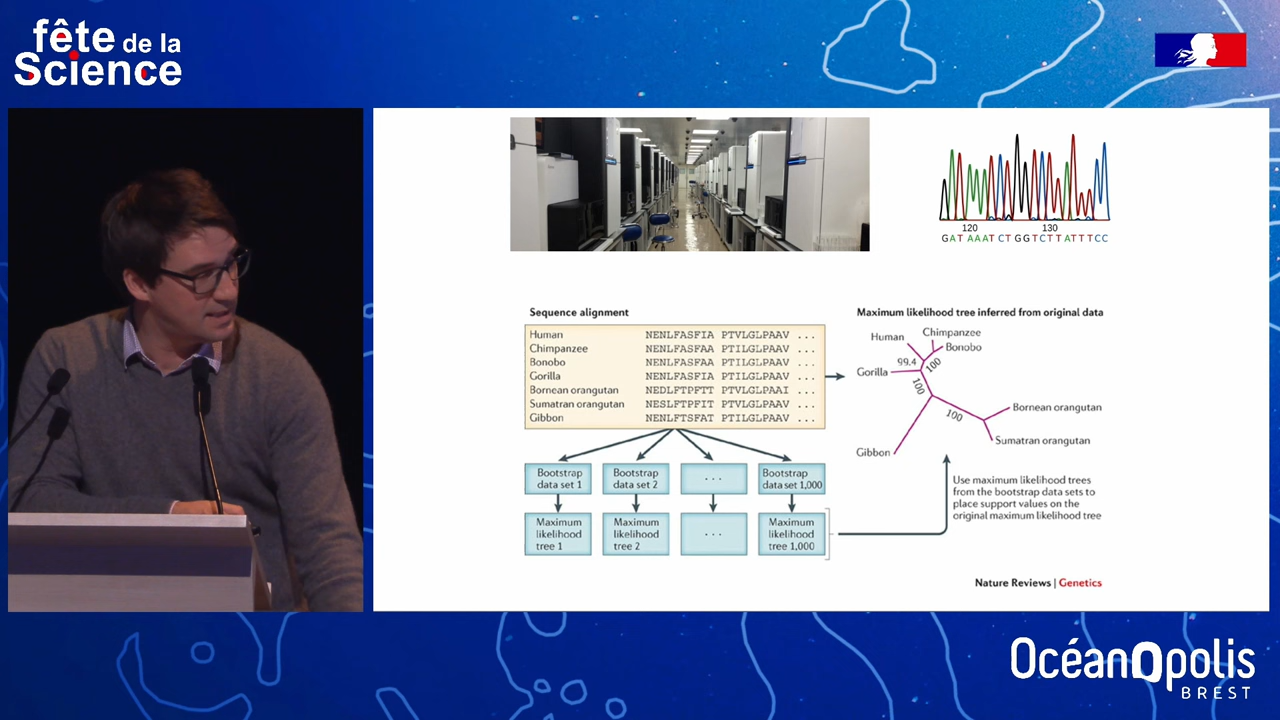 fête de la
Science
120 130
GATAAATCTGGTCTTATTTCC
Sequence alignment
Human NENLFASFIA PTVLGLPAAV ...
Chimpanzee NENLFASFAA PTILGLPAAV ...
Bonobo NENLFASFAA PTILGLPAAV ...
Gorilla NENLFASFIA PTILGLPAAV ...
Bornean orangutan NEDLFTPFTT PTVLGLPAAI ...
Sumatran orangutan NESLFTPFIT PTVLGLPAAV ...
Gibbon NENLFTSFAT PTILGLPAAV ...
Bootstrap
data set 1
Bootstrap
data set 2
...
Bootstrap
data set 1,000
Maximum
likelihood
tree 1
Maximum
likelihood
tree 2
...
Maximum
likelihood
tree 1,000
Maximum likelihood tree inferred from original data
Human
Chimpanzee
Bonobo
99.4
100
Gorilla
100
100
Bornean orangutan
Sumatran orangutan
Gibbon
Use maximum likelihood trees
from the bootstrap data sets to
place support values on the
original maximum likelihood tree
Nature Reviews | Genetics
OcéanOpolis
BREST